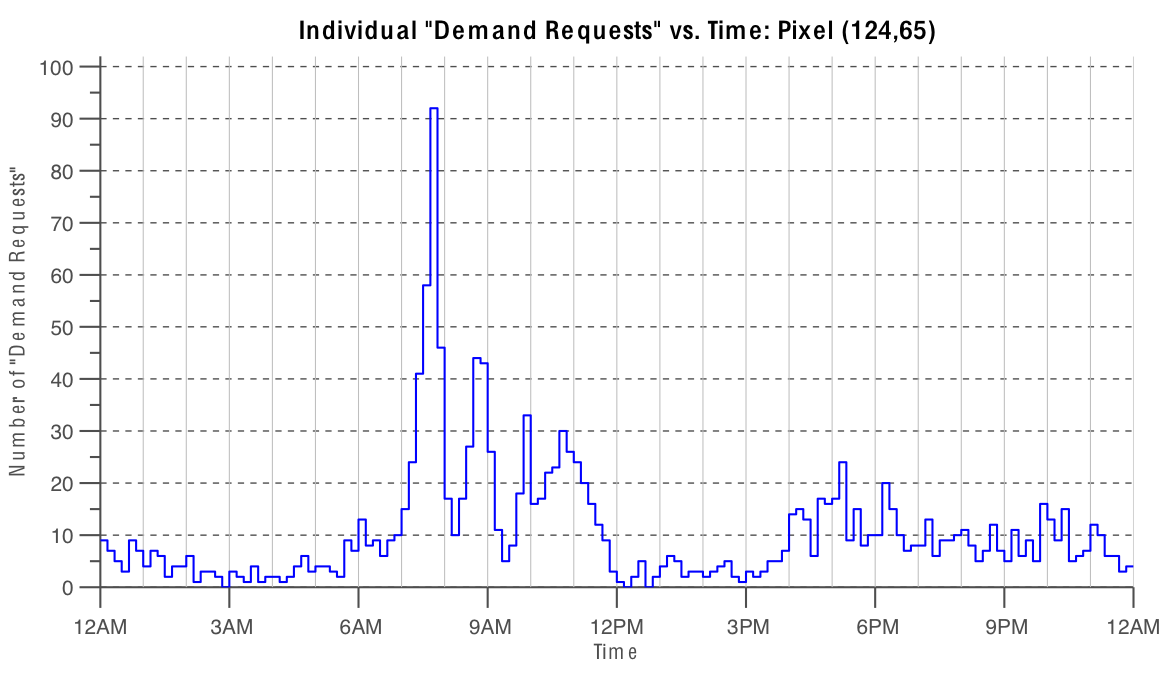 Individual "Demand Requests" vs. Time: Pixel (124,65)
Number of "Demand Requests"
100
90
80
70
60
50
40
30
20
10
0
12AM 3AM 6AM 9AM 12PM 3PM 6PM 9PM 12AM
Time